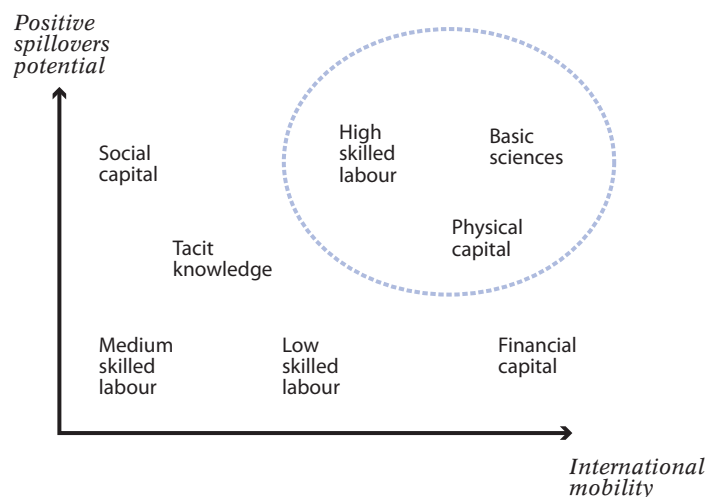 Positive
spillovers
potential
High
skilled
labour
Basic
sciences
Social
capital
Physical
capital
Tacit
knowledge
Medium
skilled
labour
Low
skilled
labour
Financial
capital
International
mobility